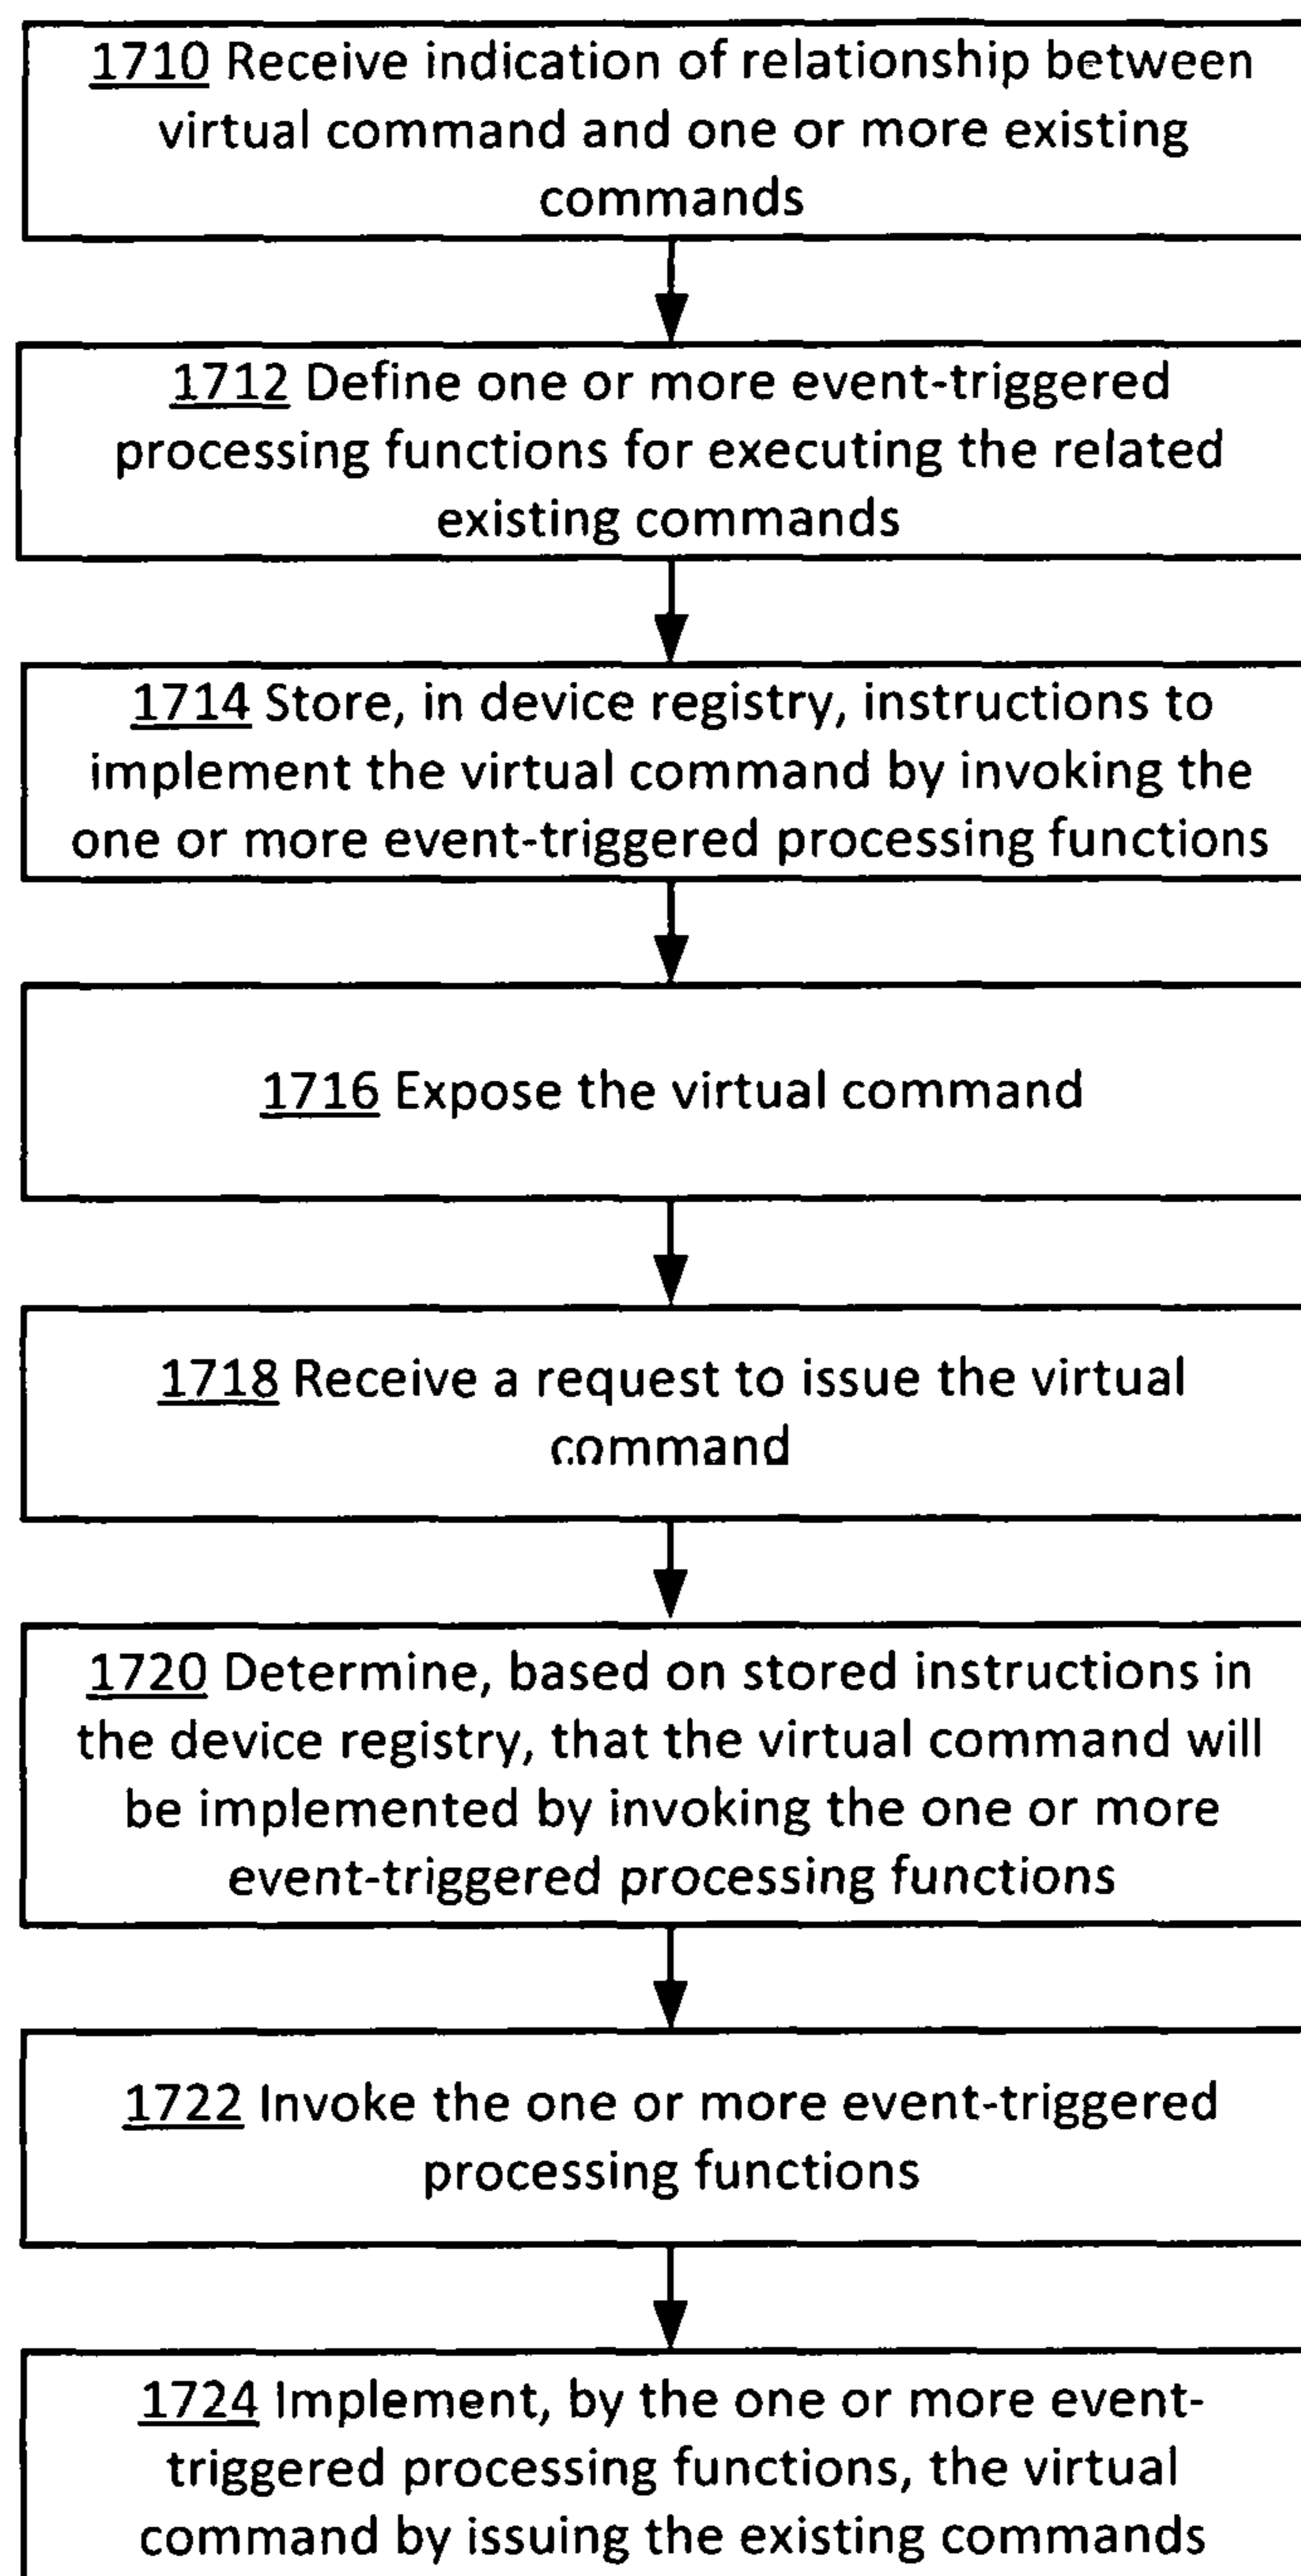 1710 Receive indication of relationship between
virtual command and one or more existing
commands
1712 Define one or more event-triggered
processing functions for executing the related
existing commands
1714 Store, in device registry, instructions to
implement the virtual command by invoking the
one or more event-triggered processing functions
1716 Expose the virtual command
1718 Receive a request to issue the virtual
command
1720 Determine, based on stored instructions in
the device registry, that the virtual command will
be implemented by invoking the one or more
event-triggered processing functions
1722 Invoke the one or more event-triggered
processing functions
1724 Implement, by the one or more event-
triggered processing functions, the virtual
command by issuing the existing commands